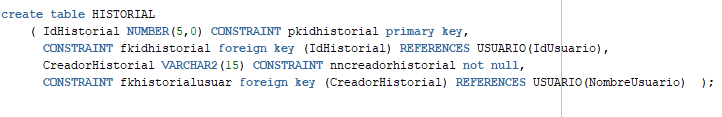 create table HISTORIAL
( IdHistorial NUMBER(5,0) CONSTRAINT pkidhistorial primary key,
CONSTRAINT fkidhistorial foreign key (IdHistorial) REFERENCES USUARIO(IdUsuario),
CreadorHistorial VARCHAR2(15) CONSTRAINT nncreadorhistorial not null,
CONSTRAINT fkhistorialusuar foreign key (CreadorHistorial) REFERENCES USUARIO(NombreUsuario) );